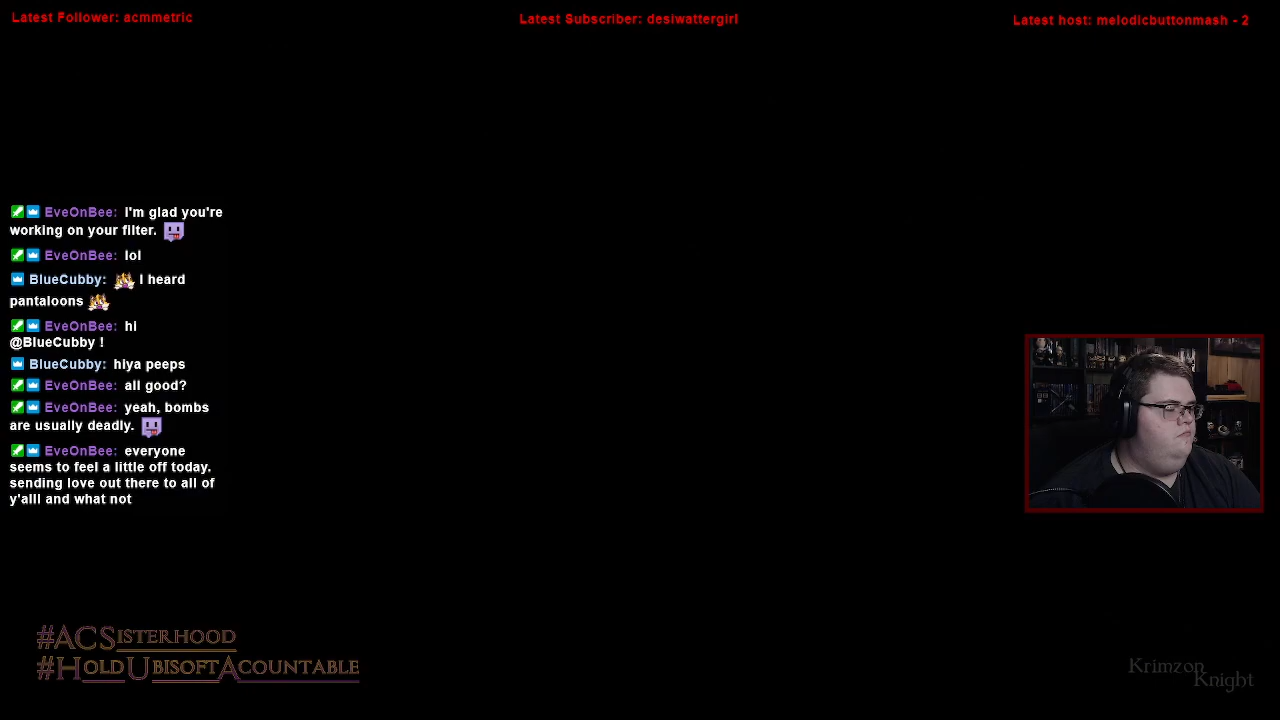 Latest Follower: acmmetric
Latest Subscriber: desiwattergirl
Latest host: melodicbuttonmash - 2
EveOnBee: I'm glad you're
working on your filter.
EveOnBee: lol
BlueCubby: I heard
pantaloons
EveOnBee: hi
@BlueCubby !
BlueCubby: hiya peeps
EveOnBee: all good?
EveOnBee: yeah, bombs
are usually deadly.
EveOnBee: everyone
seems to feel a little off today.
sending love out there to all of
y'alll and what not
#ACSisterhood
#HoldUbisoftAcountable
Krimzon
Knight